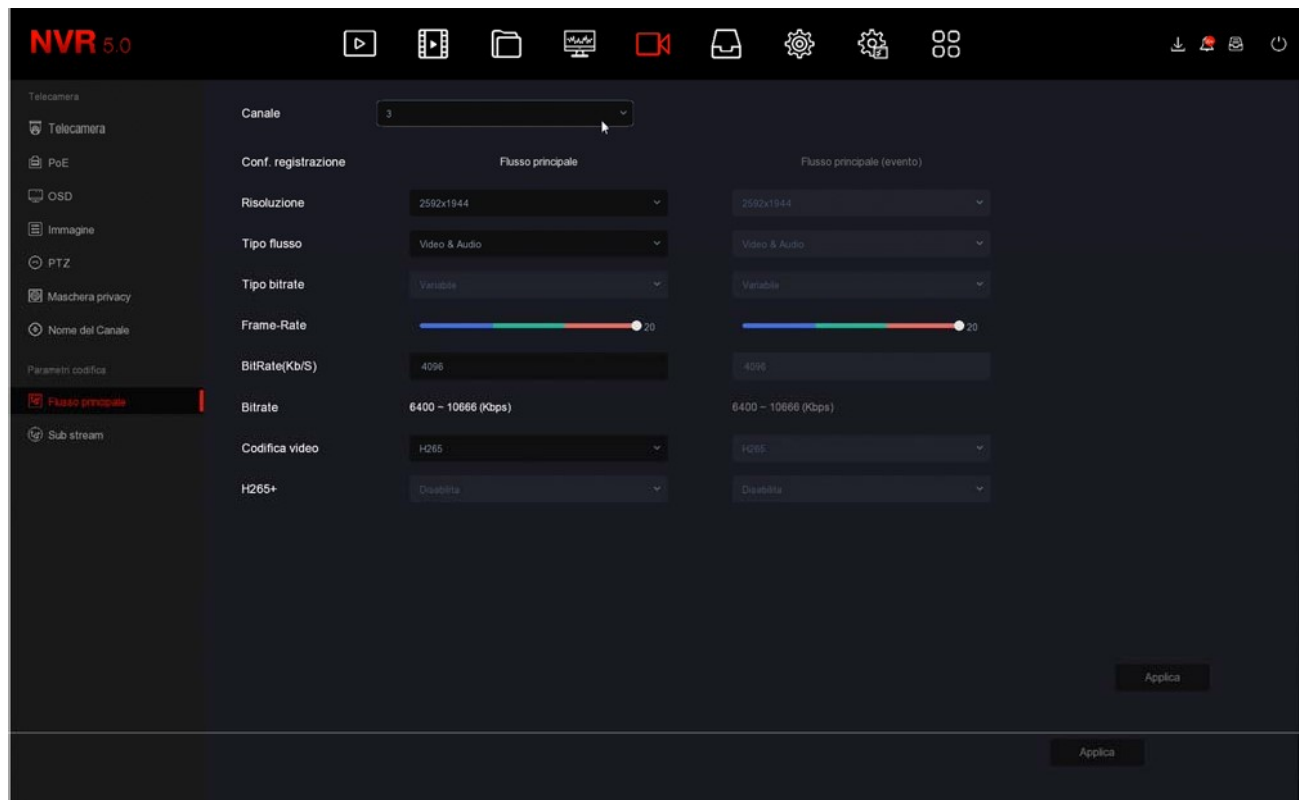 NVR 5.0
Telecamera
Telecamera
PoE
OSD
Immagine
PTZ
Maschera privacy
Nome del Canale
Parametri codifica
Flusso principale
Sub stream
Canale 3
Conf. registrazione Flusso principale Flusso principale (evento)
Risoluzione 2592x1944 2592x1944
Tipo flusso Video & Audio Video & Audio
Tipo bitrate Variabile Variabile
Frame-Rate 20 20
BitRate(Kb/S) 4096 4096
Bitrate 6400 ~ 10666 (Kbps) 6400 ~ 10666 (Kbps)
Codifica video H265 H265
H265+ Disabilita Disabilita
Applica
Applica